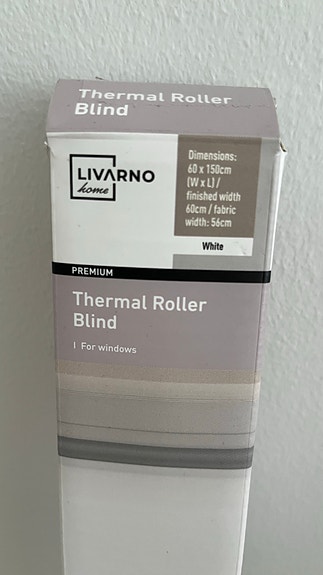 Thermal Roller
Blind
LIVARNO
home
Dimensions:
60 x 150cm
(W x L) /
finished width
60cm / fabric
width: 56cm
White
PREMIUM
Thermal Roller
Blind
| For windows